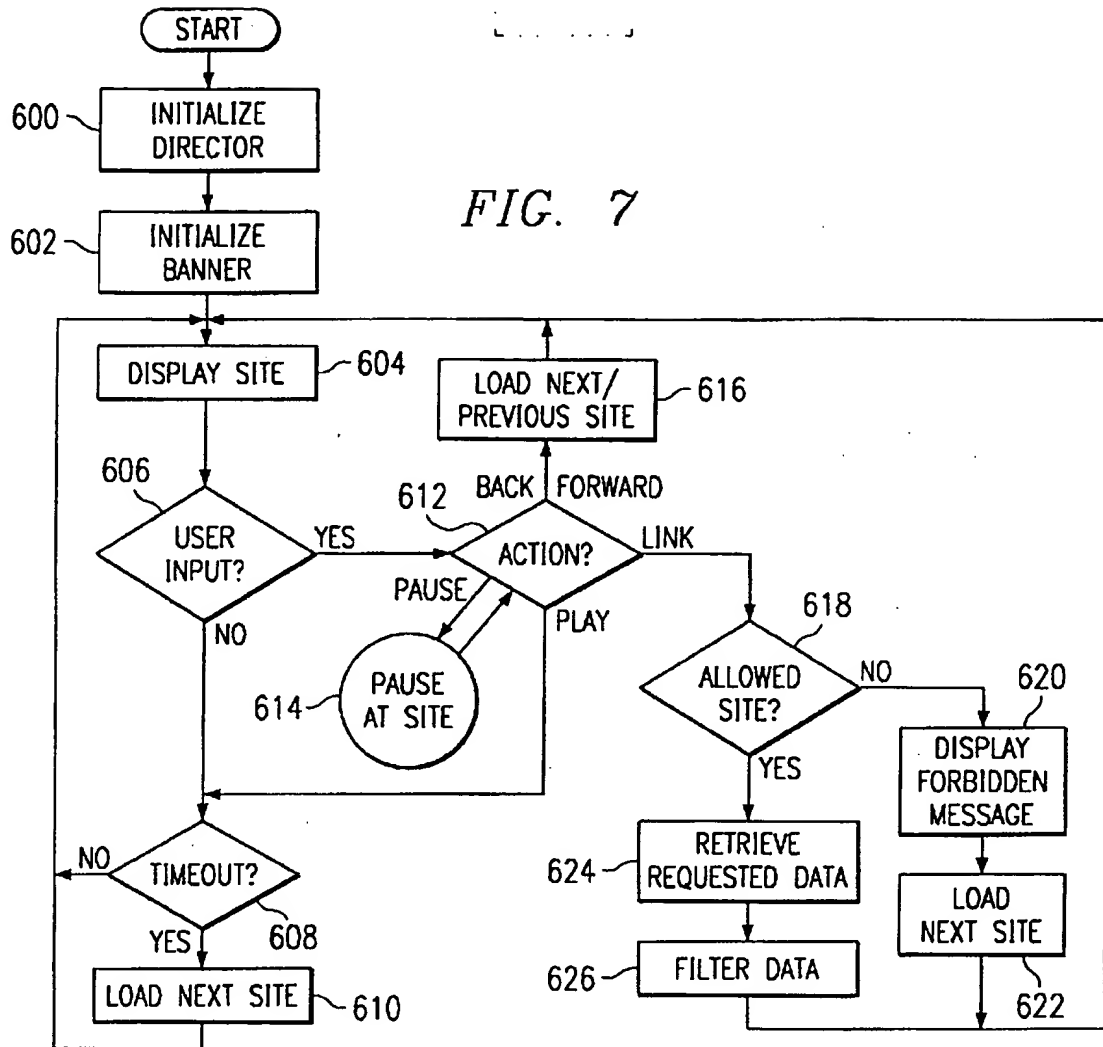 START
600
INITIALIZE
DIRECTOR
FIG. 7
602
INITIALIZE
BANNER
DISPLAY SITE
604
LOAD NEXT/
PREVIOUS SITE
616
606
USER
INPUT?
YES
NO
612
BACK
FORWARD
ACTION?
LINK
PAUSE
PLAY
614
PAUSE
AT SITE
618
ALLOWED
SITE?
NO
YES
620
DISPLAY
FORBIDDEN
MESSAGE
NO
TIMEOUT?
608
YES
624
RETRIEVE
REQUESTED DATA
LOAD
NEXT SITE
622
LOAD NEXT SITE
610
626
FILTER DATA